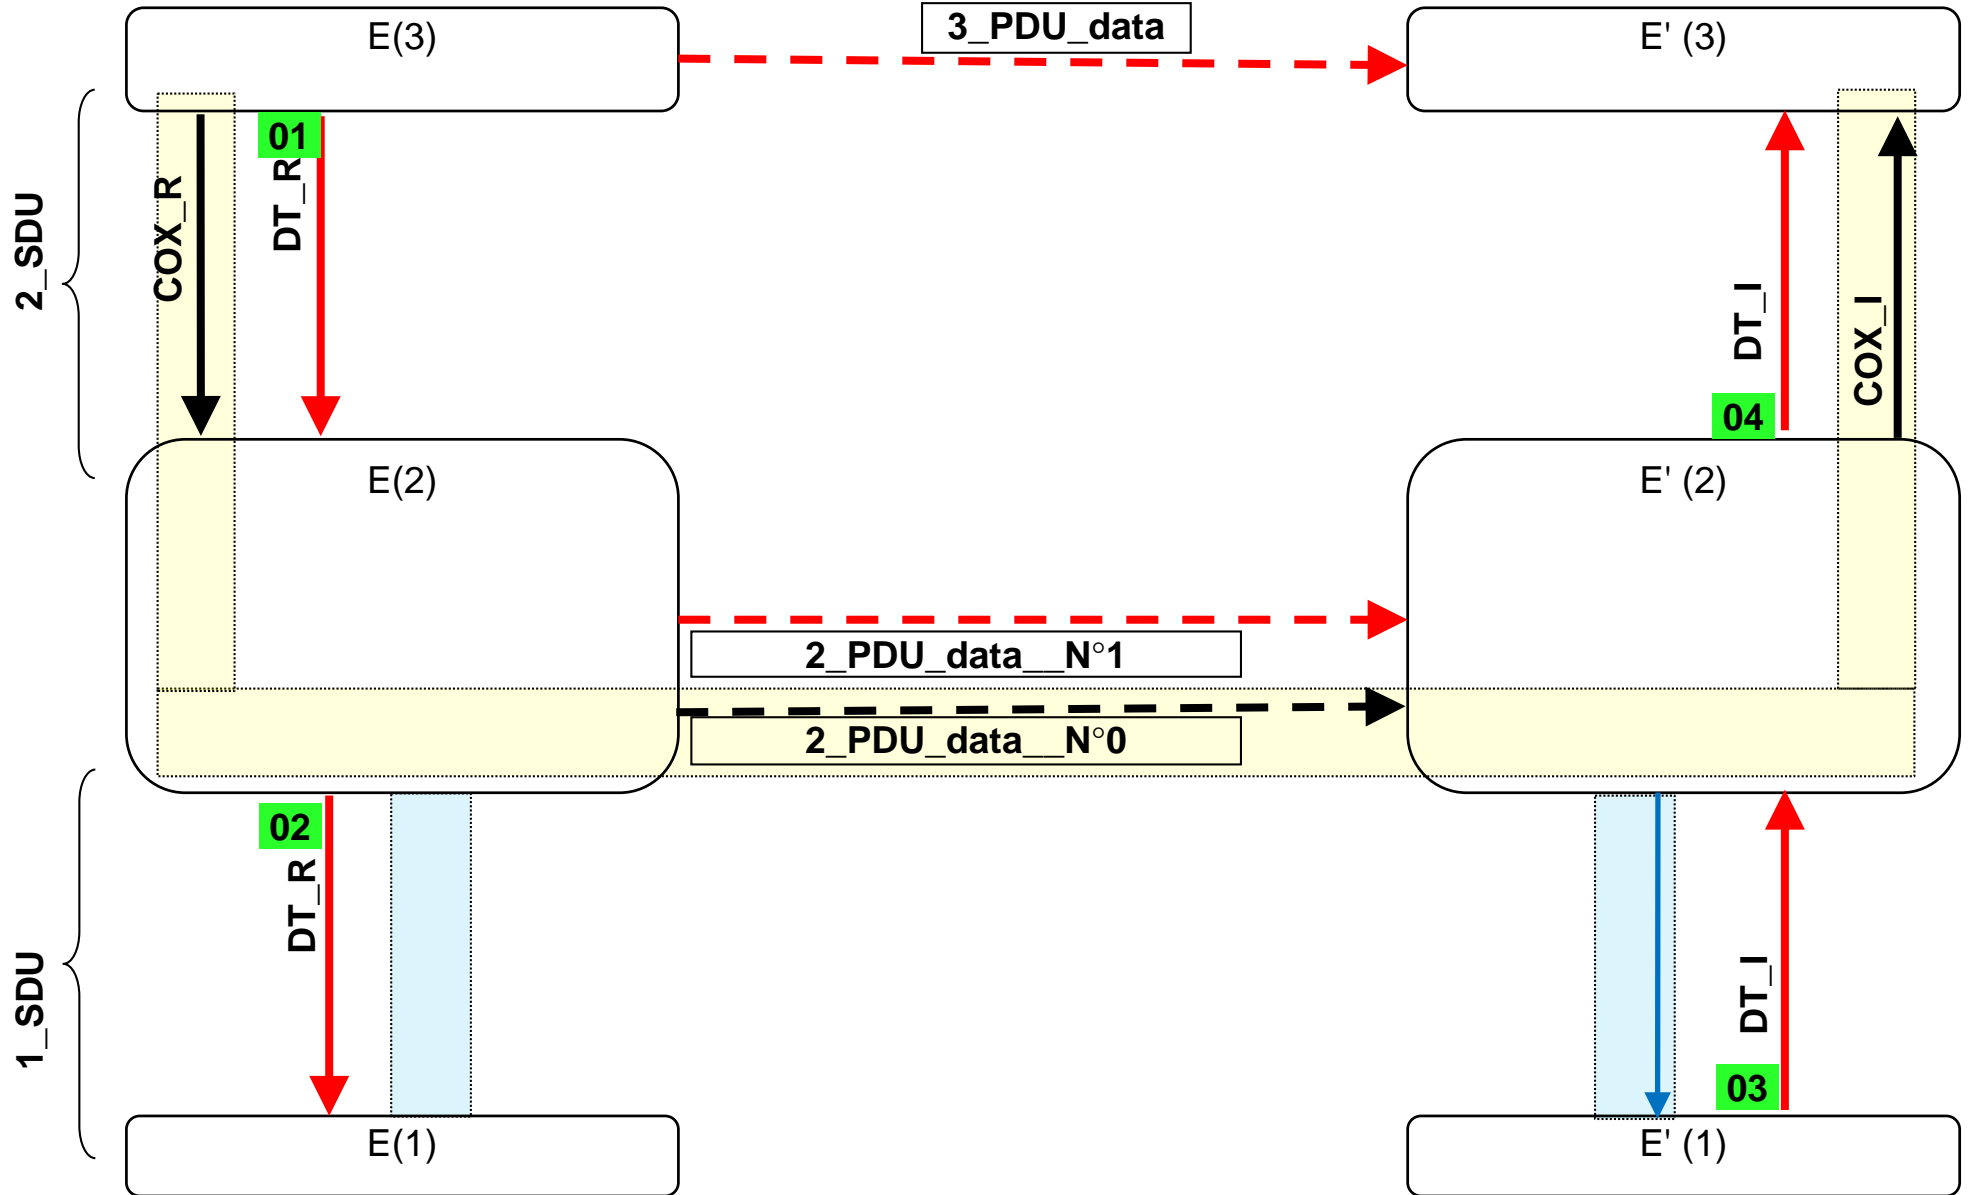 E(3)
3_PDU_data
E' (3)
01
COX_R
DT_R
2_SDU
DT_I
COX_I
04
E(2)
E' (2)
2_PDU_data__N°1
2_PDU_data__N°0
02
DT_R
1_SDU
DT_I
03
E(1)
E' (1)